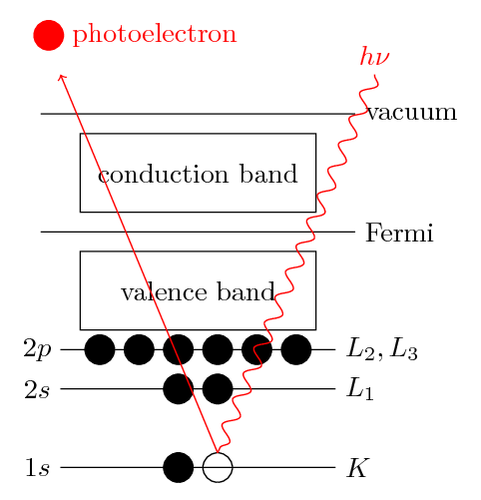 photoelectron
hν
vacuum
conduction band
Fermi
valence band
2p L₂, L₃
2s L₁
1s K